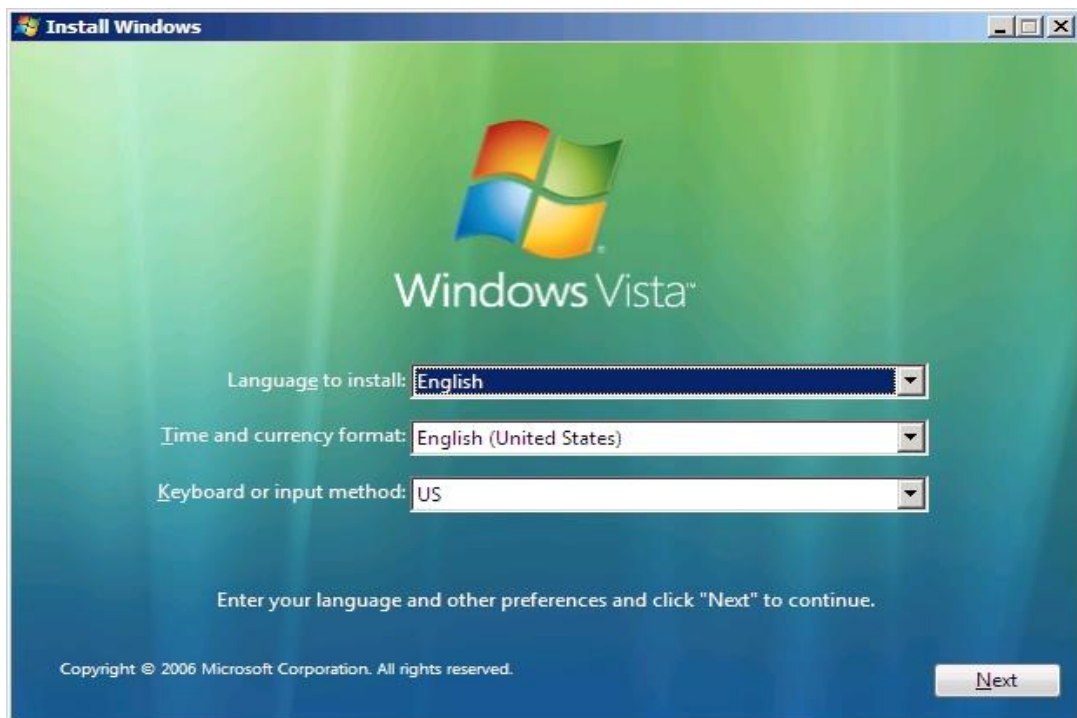 Install Windows
Windows Vista™
Language to install: English
Time and currency format: English (United States)
Keyboard or input method: US
Enter your language and other preferences and click "Next" to continue.
Copyright © 2006 Microsoft Corporation. All rights reserved.
Next